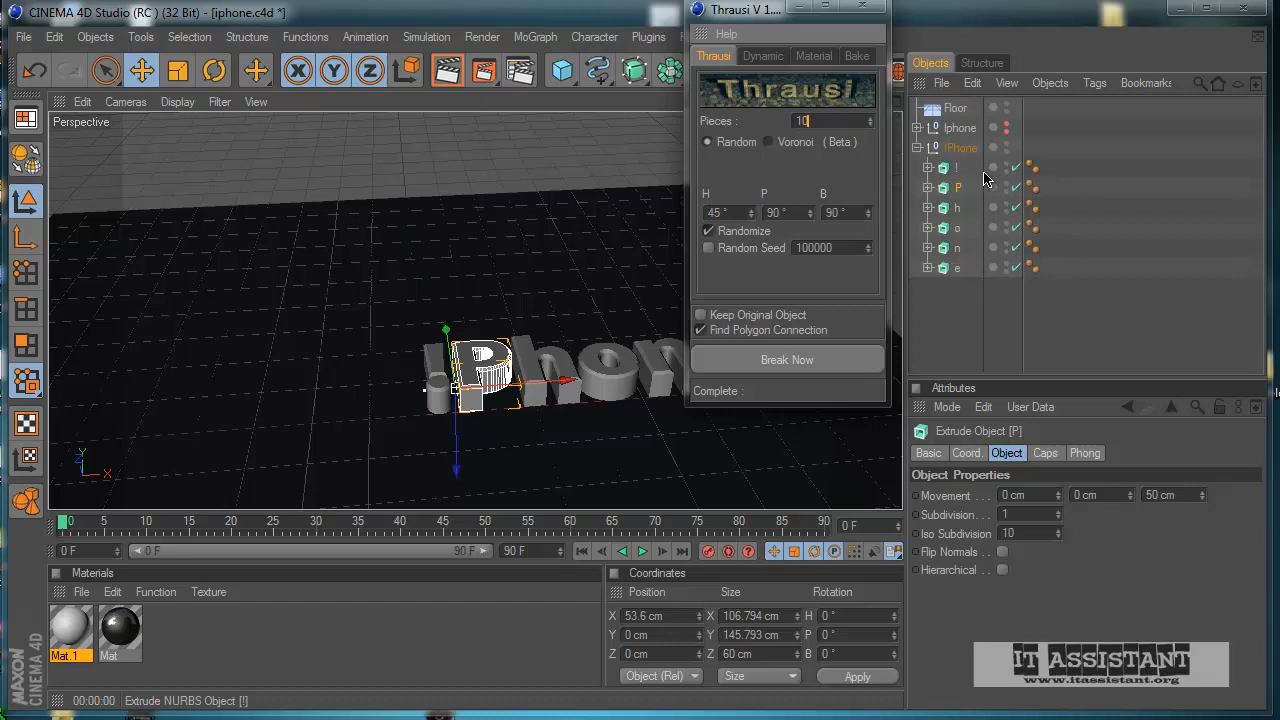 CINEMA 4D Studio (RC ) (32 Bit) - [iphone.c4d *]
Thrausi V 1....
File Edit Objects Tools Selection Structure Functions Animation Simulation Render MoGraph Character Plugins
Help
X Y Z
Thrausi Dynamic Material Bake
Thrausi
Pieces : 10
Random Voronoi ( Beta )
H P B
45 ° 90 ° 90 °
Randomize
Random Seed 100000
Keep Original Object
Find Polygon Connection
Break Now
Complete :
Edit Cameras Display Filter View
Perspective
iPhon
Y
Z
X
Objects Structure
File Edit View Objects Tags Bookmarks
Floor
Iphone
IPhone
!
P
h
o
n
e
Attributes
Mode Edit User Data
Extrude Object [P]
Basic Coord. Object Caps Phong
Object Properties
Movement . . . 0 cm 0 cm 50 cm
Subdivision. . . 1
Iso Subdivision 10
Flip Normals . .
Hierarchical . . .
0 5 10 15 20 25 30 35 40 45 50 55 60 65 70 75 80 85 90 0 F
0 F 0 F 90 F 90 F
Materials
File Edit Function Texture
Mat.1 Mat
Coordinates
Position Size Rotation
X 53.6 cm X 106.794 cm H 0 °
Y 0 cm Y 145.793 cm P 0 °
Z 0 cm Z 60 cm B 0 °
Object (Rel) Size Apply
MAXON
CINEMA 4D
00:00:00 Extrude NURBS Object [!]
IT ASSISTANT
www.itassistant.org